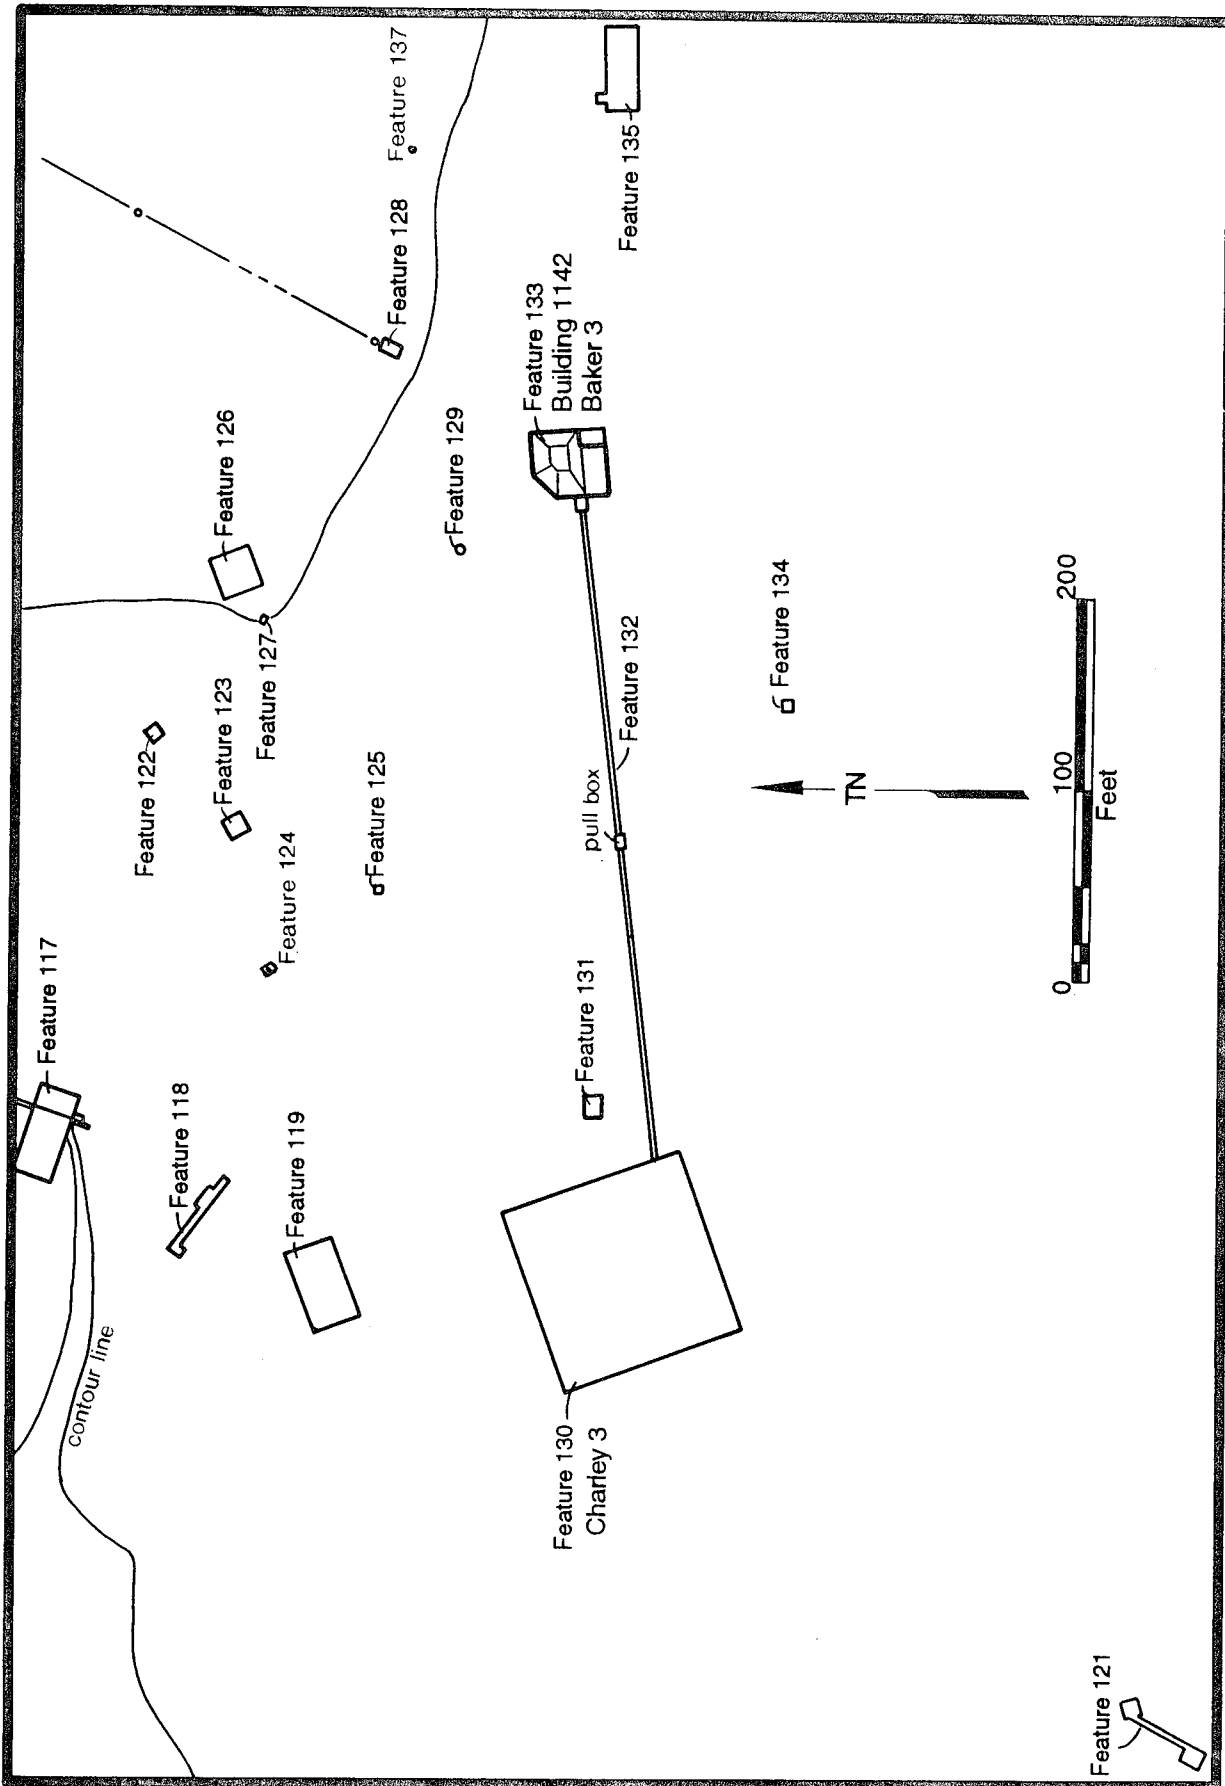 Feature 117
contour line
Feature 118
Feature 119
Feature 122
Feature 123
Feature 124
Feature 125
Feature 126
Feature 127
Feature 128
Feature 137
Feature 129
Feature 130
Charley 3
Feature 131
pull box
Feature 132
Feature 133
Building 1142
Baker 3
Feature 135
Feature 134
TN
0
100
200
Feet
Feature 121